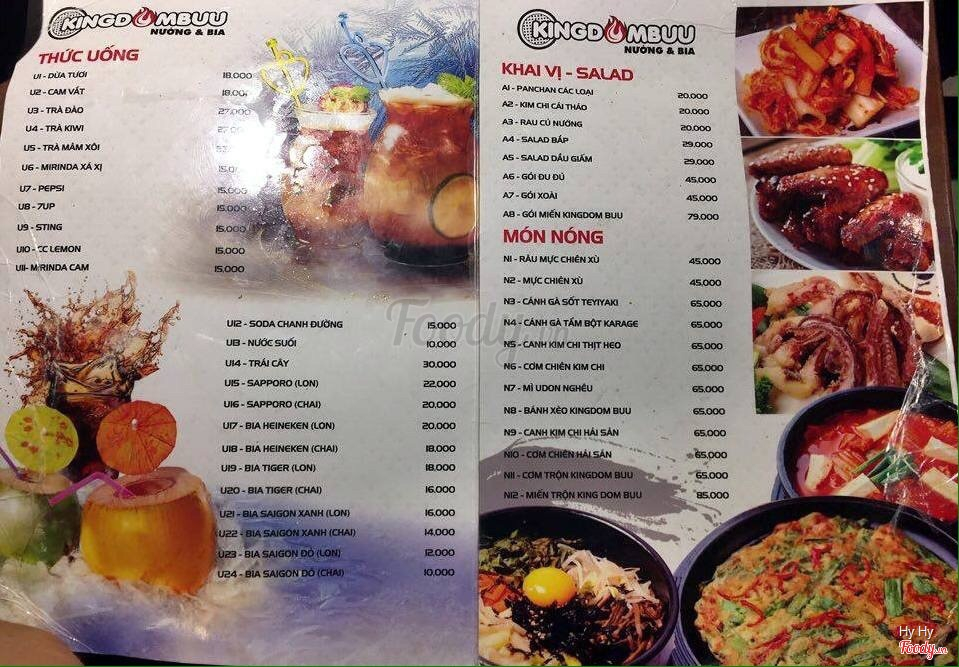 KINGDOMBUU
NƯỚNG & BIA
THỨC UỐNG
U1 - DỪA TƯƠI 18.000
U2 - CAM VẮT 18.00
U3 - TRÀ ĐÀO 27.000
U4 - TRÀ KIWI 27.00
U5 - TRÀ MÂM XÔI
U6 - MIRINDA XÁ XỊ 15.0
U7 - PEPSI 15.000
U8 - 7UP 15.000
U9 - STING 15.000
U10 - CC LEMON 15.000
U11- MIRINDA CAM 15.000
U12 - SODA CHANH ĐƯỜNG 15.000
U13 - NƯỚC SUỐI 10.000
U14 - TRÁI CÂY 30.000
U15 - SAPPORO (LON) 22.000
U16 - SAPPORO (CHAI) 20,000
U17 - BIA HEINEKEN (LON) 20.000
U18 - BIA HEINEKEN (CHAI) 18.000
U19 - BIA TIGER (LON) 18.000
U20 - BIA TIGER (CHAI) 16,000
U21 - BIA SAIGON XANH (LON) 16.000
U22 - BIA SAIGON XANH (CHAI) 14.000
U23 - BIA SAIGON ĐỎ (LON) 12.000
U24 - BIA SAIGON ĐỎ (CHAI) 10,000
KINGDOMBUU
NƯỚNG & BIA
KHAI VỊ - SALAD
A1 - PANCHAN CÁC LOẠI 20.000
A2 - KIM CHI CẢI THẢO 20.000
A3 - RAU CỦ NƯỚNG 20.000
A4 - SALAD BẮP 29.000
A5 - SALAD DẦU GIẤM 29.000
A6 - GỎI ĐU ĐỦ 45.000
A7 - GỎI XOÀI 45.000
A8 - GỎI MIẾN KINGDOM BUU 79.000
MÓN NÓNG
N1 - RÂU MỰC CHIÊN XÙ 45.000
N2 - MỰC CHIÊN XÙ 45.000
N3 - CÁNH GÀ SỐT TEYIYAKI 65.000
N4 - CÁNH GÀ TẨM BỘT KARAGE 65.000
N5 - CANH KIM CHI THỊT HEO 65.000
N6 - CƠM CHIÊN KIM CHI 65.000
N7 - MÌ UDON NGHÊU 65.000
N8 - BÁNH XÈO KINGDOM BUU 65.000
N9 - CANH KIM CHI HẢI SẢN 65.000
N10 - CƠM CHIÊN HẢI SẢN 65.000
N11 - CƠM TRỘN KINGDOM BUU 65.000
N12 - MIẾN TRỘN KING DOM BUU 85.000
Foody.vn
Hy Hy
Foody.vn